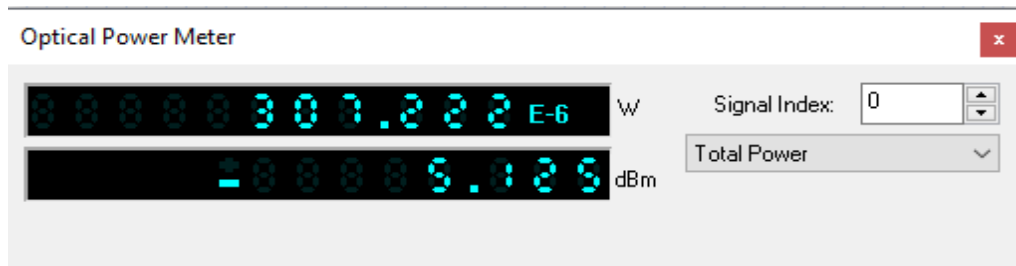 Optical Power Meter
x
307.222 E-6 W
Signal Index: 0
Total Power
- 5.125 dBm